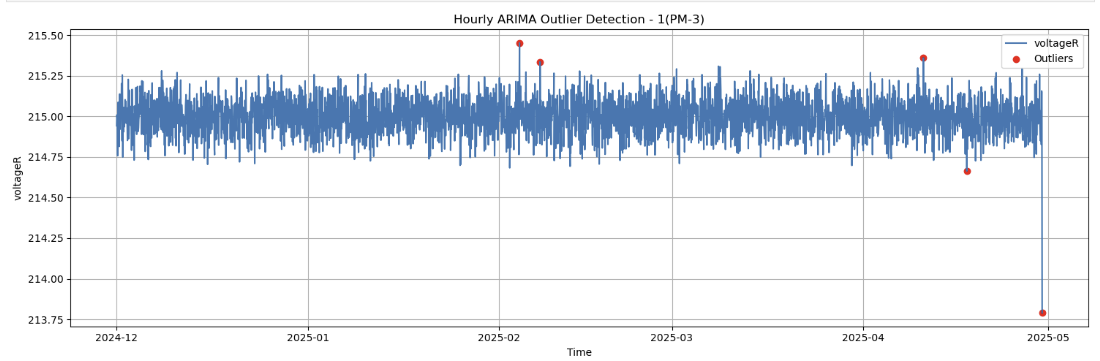 Hourly ARIMA Outlier Detection - 1(PM-3)
voltageR
Outliers
voltageR
215.50
215.25
215.00
214.75
214.50
214.25
214.00
213.75
2024-12
2025-01
2025-02
2025-03
2025-04
2025-05
Time